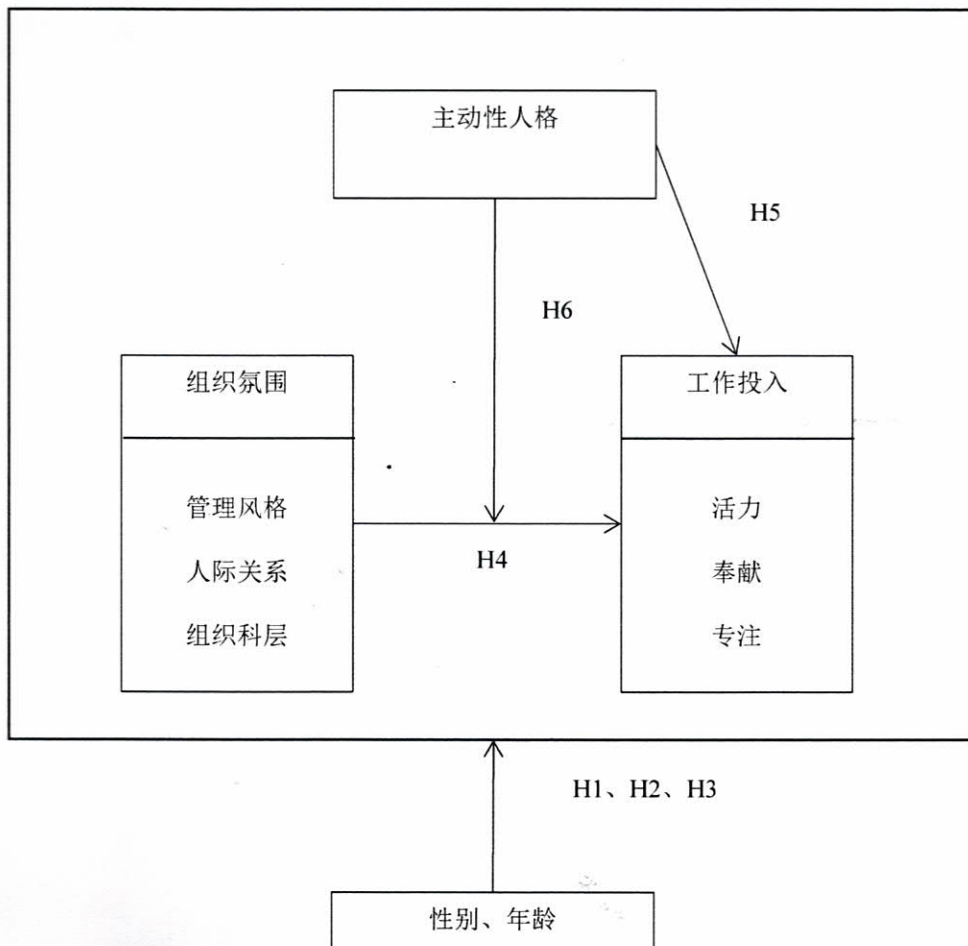 主动性人格
H5
H6
组织氛围
工作投入
管理风格
活力
H4
人际关系
奉献
组织科层
专注
H1、H2、H3
性别、年龄